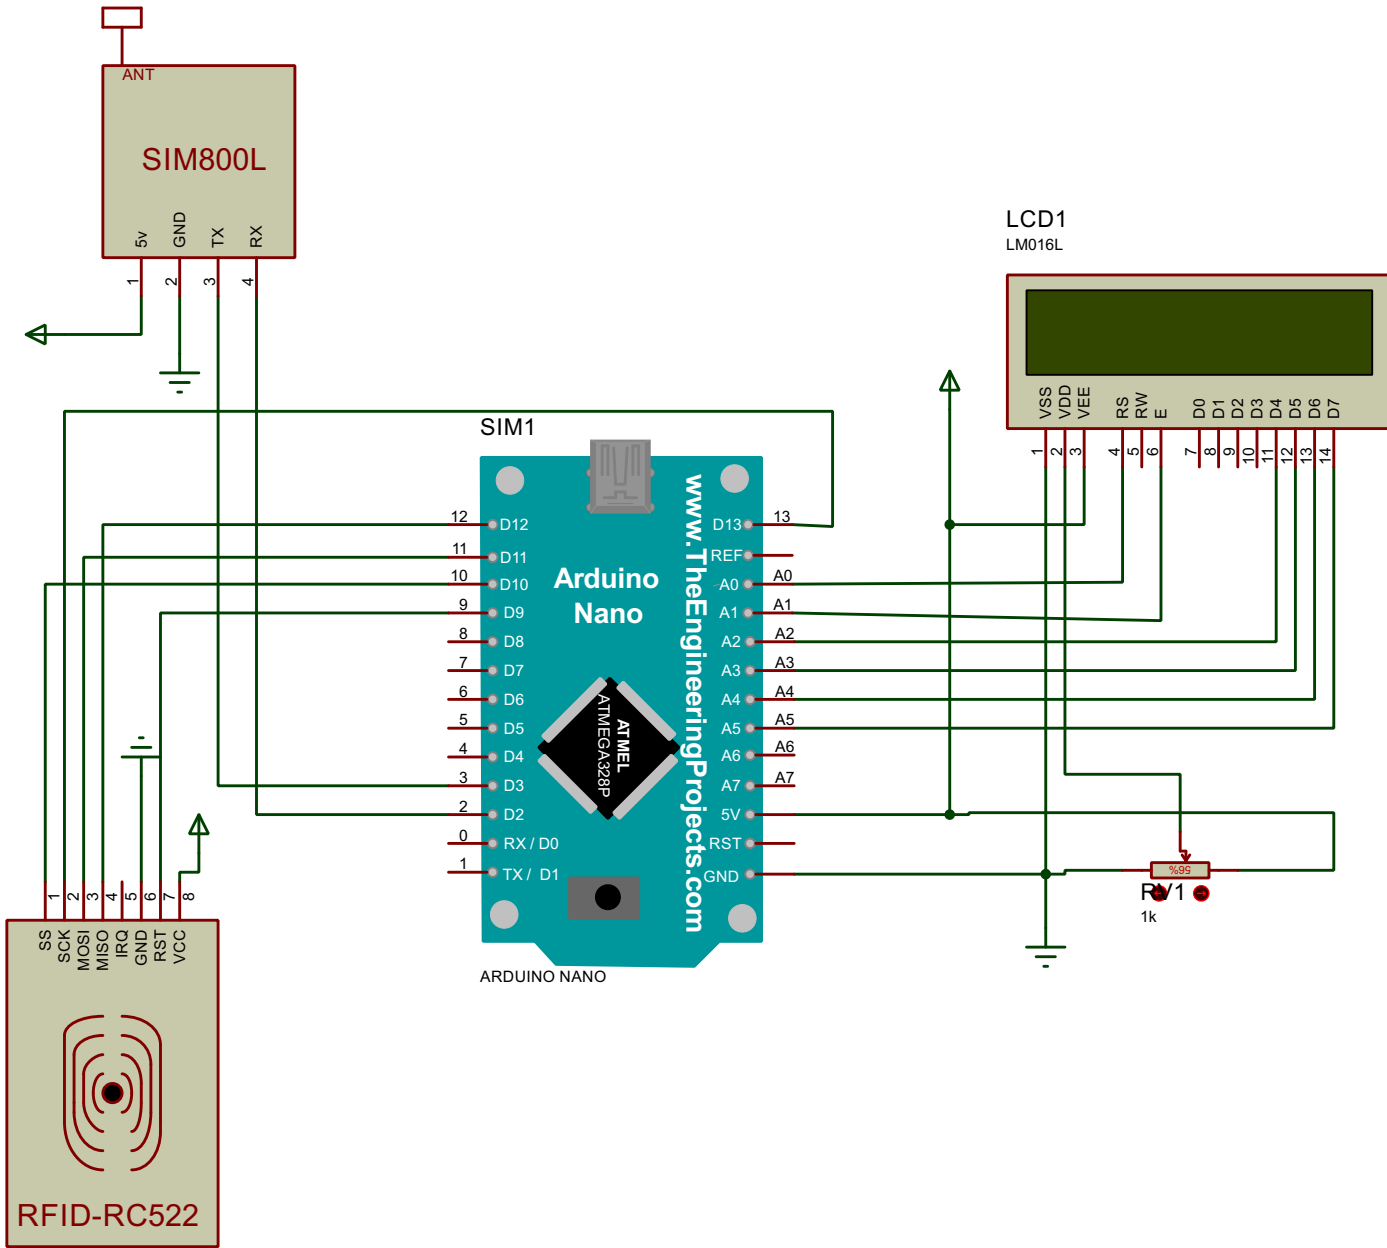 ANT
SIM800L
5v
GND
TX
RX
1
2
3
4
LCD1
LM016L
VSS
VDD
VEE
RS
RW
E
D0
D1
D2
D3
D4
D5
D6
D7
1
2
3
4
5
6
7
8
9
10
11
12
13
14
SIM1
12
11
10
9
8
7
6
5
4
3
2
0
1
D12
D11
D10
D9
D8
D7
D6
D5
D4
D3
D2
RX / D0
TX / D1
Arduino
Nano
ATMEL
ATMEGA328P
www.TheEngineeringProjects.com
D13
REF
A0
A1
A2
A3
A4
A5
A6
A7
5V
RST
GND
13
A0
A1
A2
A3
A4
A5
A6
A7
ARDUINO NANO
56%
RV1
1k
1
2
3
4
5
6
7
8
SS
SCK
MOSI
MISO
IRQ
GND
RST
VCC
RFID-RC522